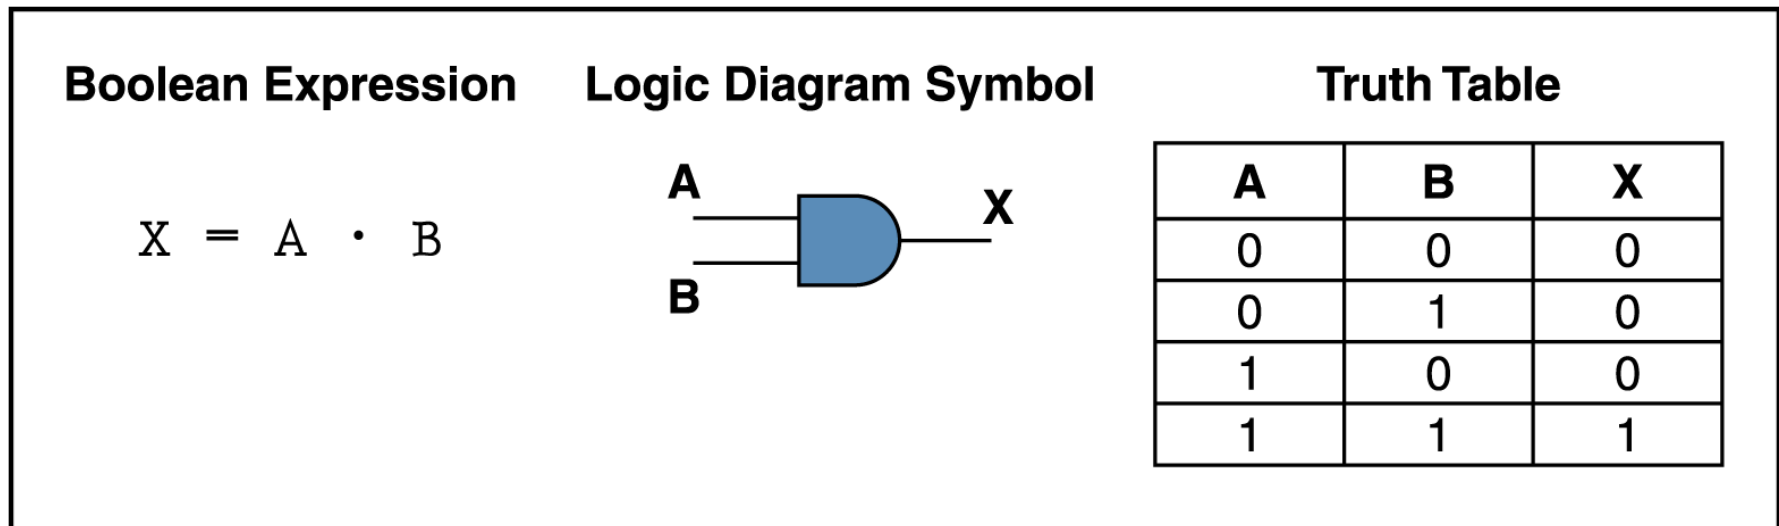 Boolean Expression
Logic Diagram Symbol
Truth Table
X = A · B
A
B
X
A B X
0 0 0
0 1 0
1 0 0
1 1 1